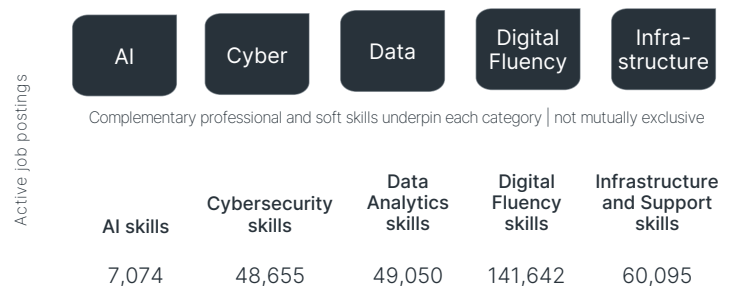 Active job postings
AI
Cyber
Data
Digital
Fluency
Infra-
structure
Complementary professional and soft skills underpin each category | not mutually exclusive
AI skills
Cybersecurity
skills
Data
Analytics
skills
Digital
Fluency
skills
Infrastructure
and Support
skills
7,074
48,655
49,050
141,642
60,095